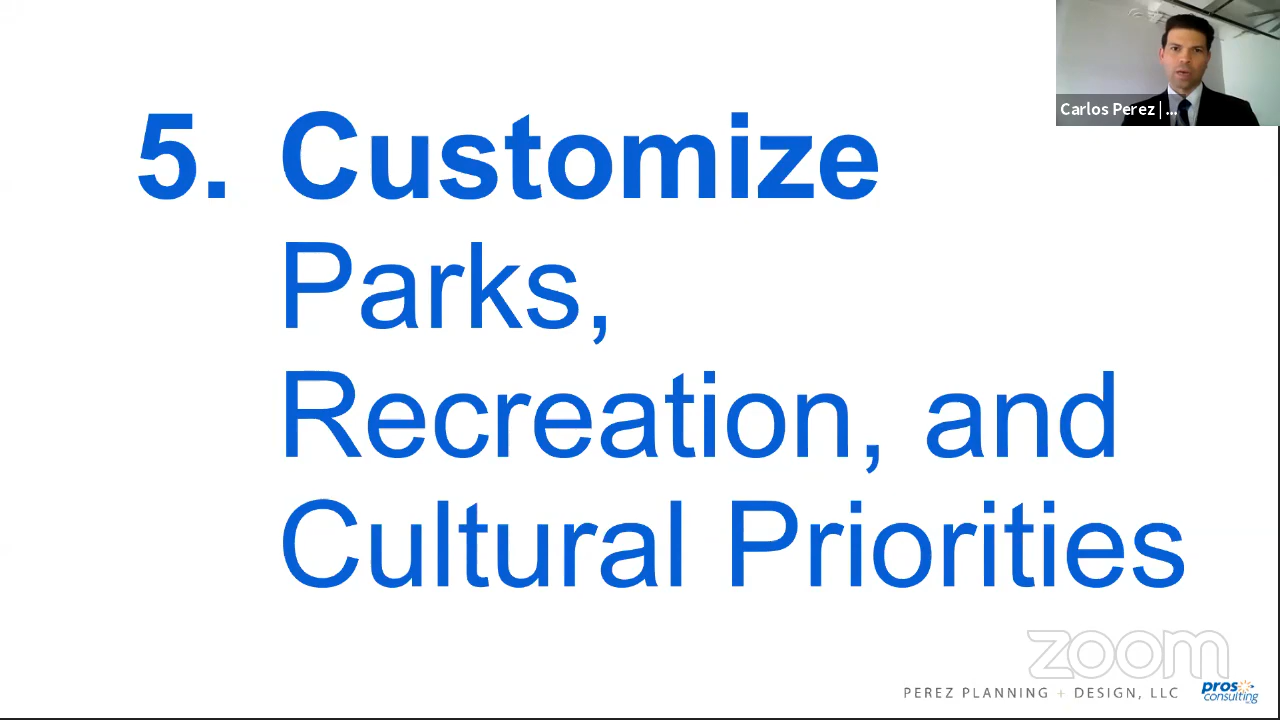 Carlos Perez | ...
5. Customize
Parks,
Recreation, and
Cultural Priorities
zoom
PEREZ PLANNING + DESIGN, LLC
pros
consulting